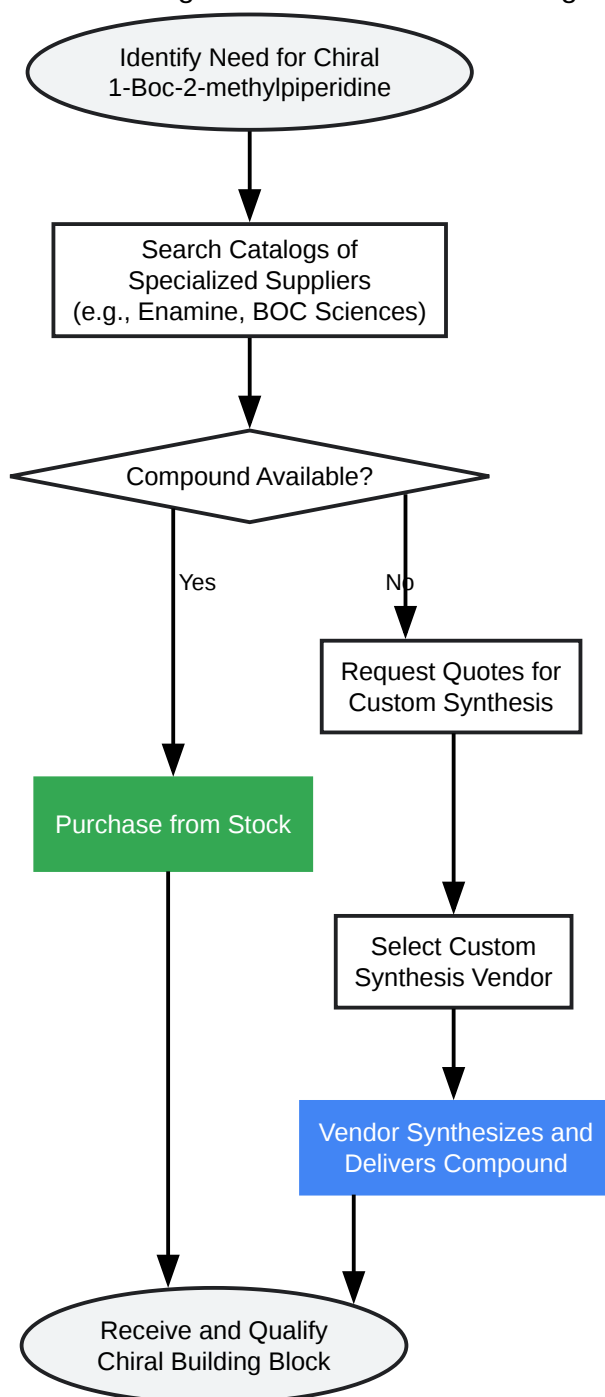 Identify Need for Chiral
1-Boc-2-methylpiperidine
Search Catalogs of
Specialized Suppliers
(e.g., Enamine, BOC Sciences)
Compound Available?
Yes
No
Request Quotes for
Custom Synthesis
Purchase from Stock
Select Custom
Synthesis Vendor
Vendor Synthesizes and
Delivers Compound
Receive and Qualify
Chiral Building Block